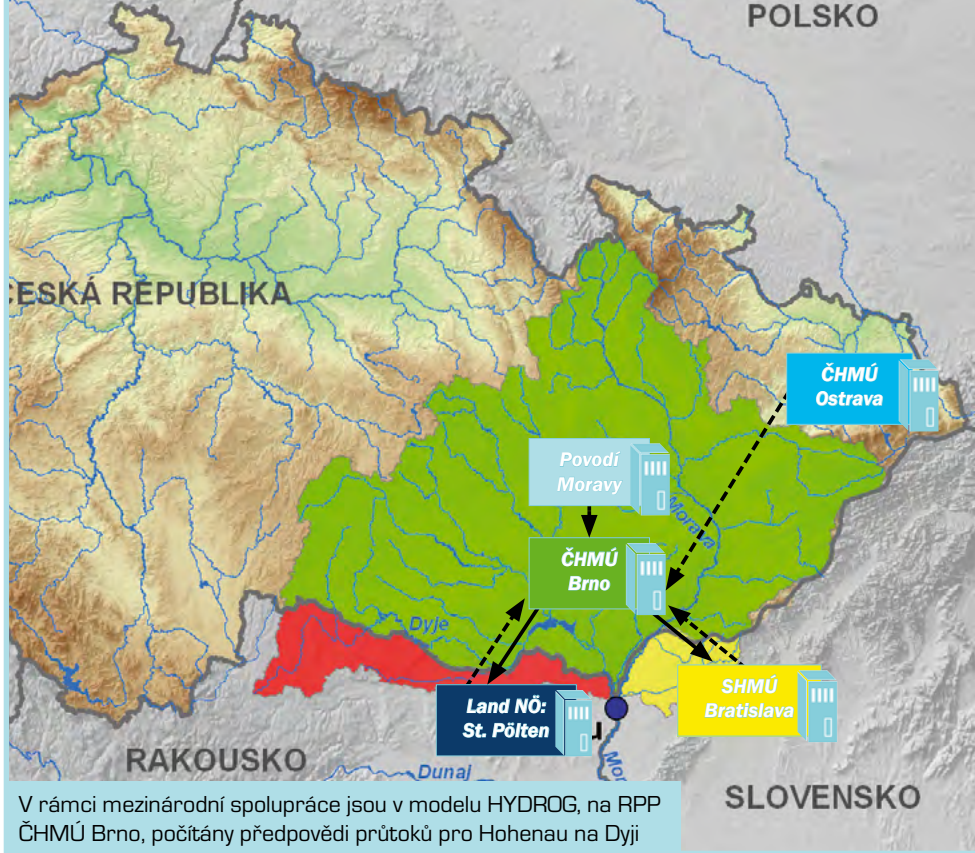 POLSKO
ČESKÁ REPUBLIKA
ČHMÚ
Ostrava
Povodí
Moravy
Morava
ČHMÚ
Brno
Dyje
SHMÚ
Bratislava
Land NÖ:
St. Pölten
u
RAKOUSKO
Dunaj
Mor
SLOVENSKO
V rámci mezinárodní spolupráce jsou v modelu HYDROG, na RPP
ČHMÚ Brno, počítány předpovědi průtoků pro Hohenau na Dyji